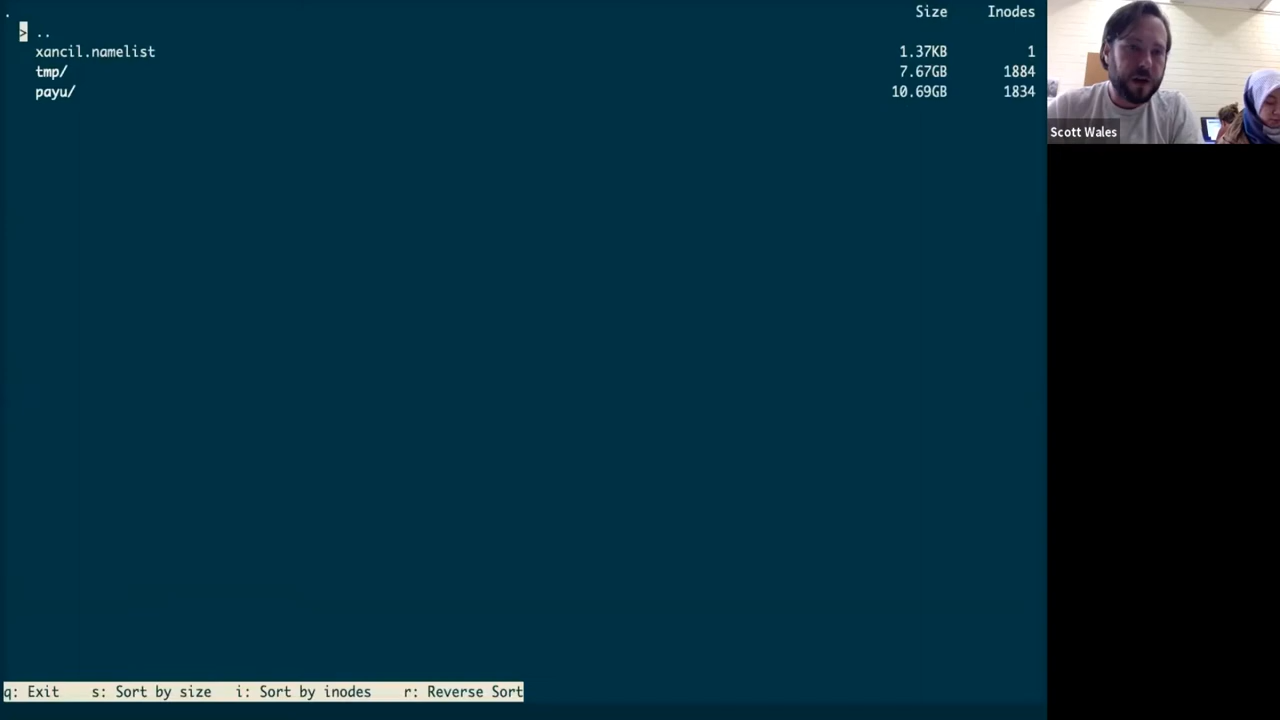 . Size Inodes
> ..
xancil.namelist 1.37KB 1
tmp/ 7.67GB 1884
payu/ 10.69GB 1834
Scott Wales
q: Exit s: Sort by size i: Sort by inodes r: Reverse Sort